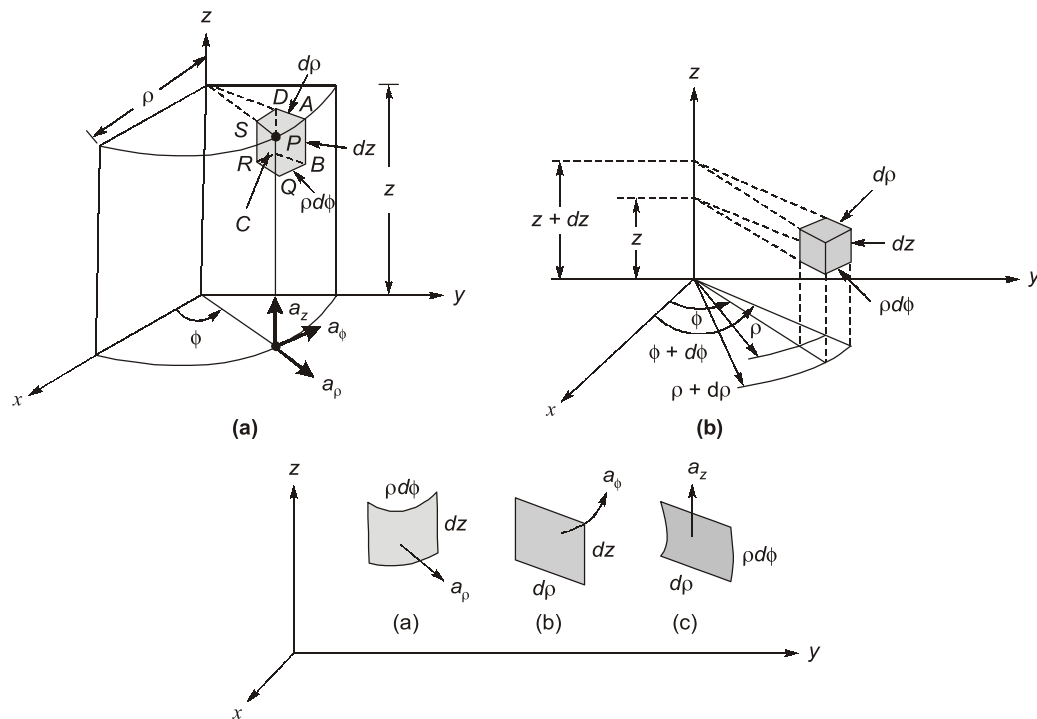 z
ρ
dρ
D
A
S
P
dz
R
B
Q
ρdφ
C
z
y
a_z
a_φ
φ
a_ρ
x
(a)
z
dρ
z + dz
z
dz
y
ρdφ
φ
ρ
φ + dφ
ρ + dρ
x
(b)
z
ρdφ
dz
a_ρ
(a)
a_φ
dz
dρ
(b)
a_z
ρdφ
dρ
(c)
y
x